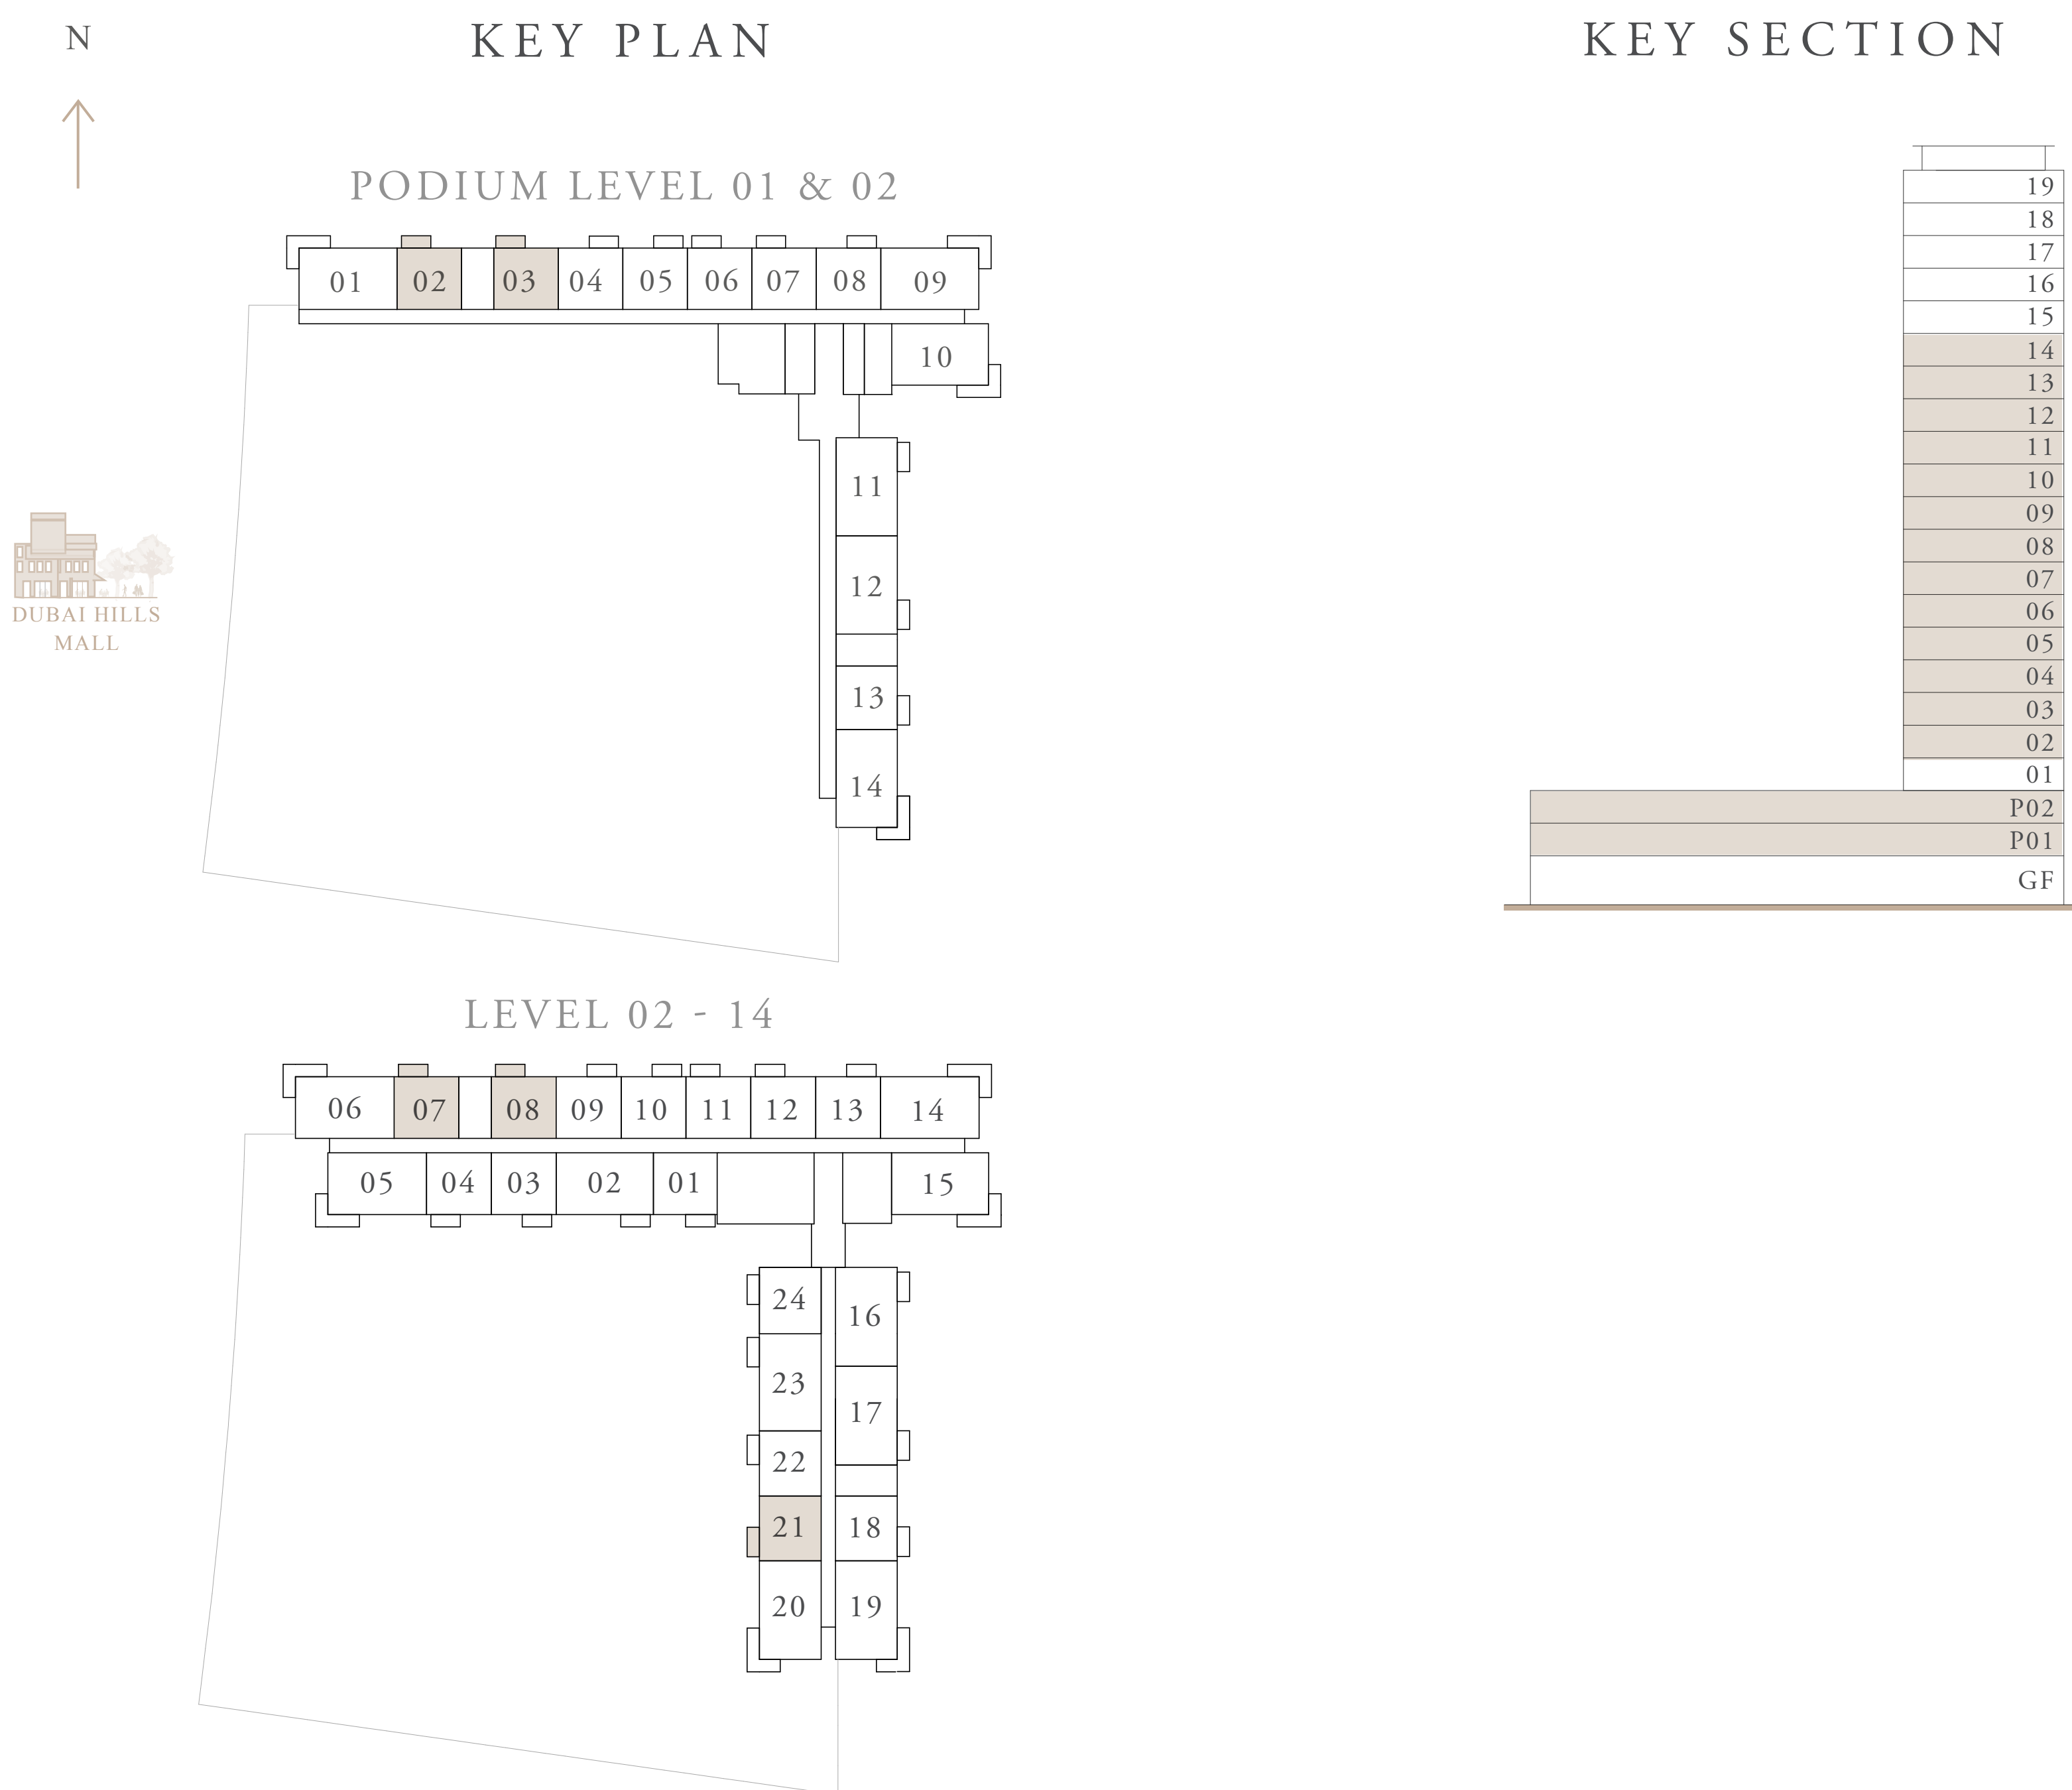 N
KEY PLAN
KEY SECTION
PODIUM LEVEL 01 & 02
01 02 03 04 05 06 07 08 09
10
11
12
13
14
DUBAI HILLS
MALL
19
18
17
16
15
14
13
12
11
10
09
08
07
06
05
04
03
02
01
P02
P01
GF
LEVEL 02 - 14
06 07 08 09 10 11 12 13 14
05 04 03 02 01 15
24 16
23 17
22
21 18
20 19